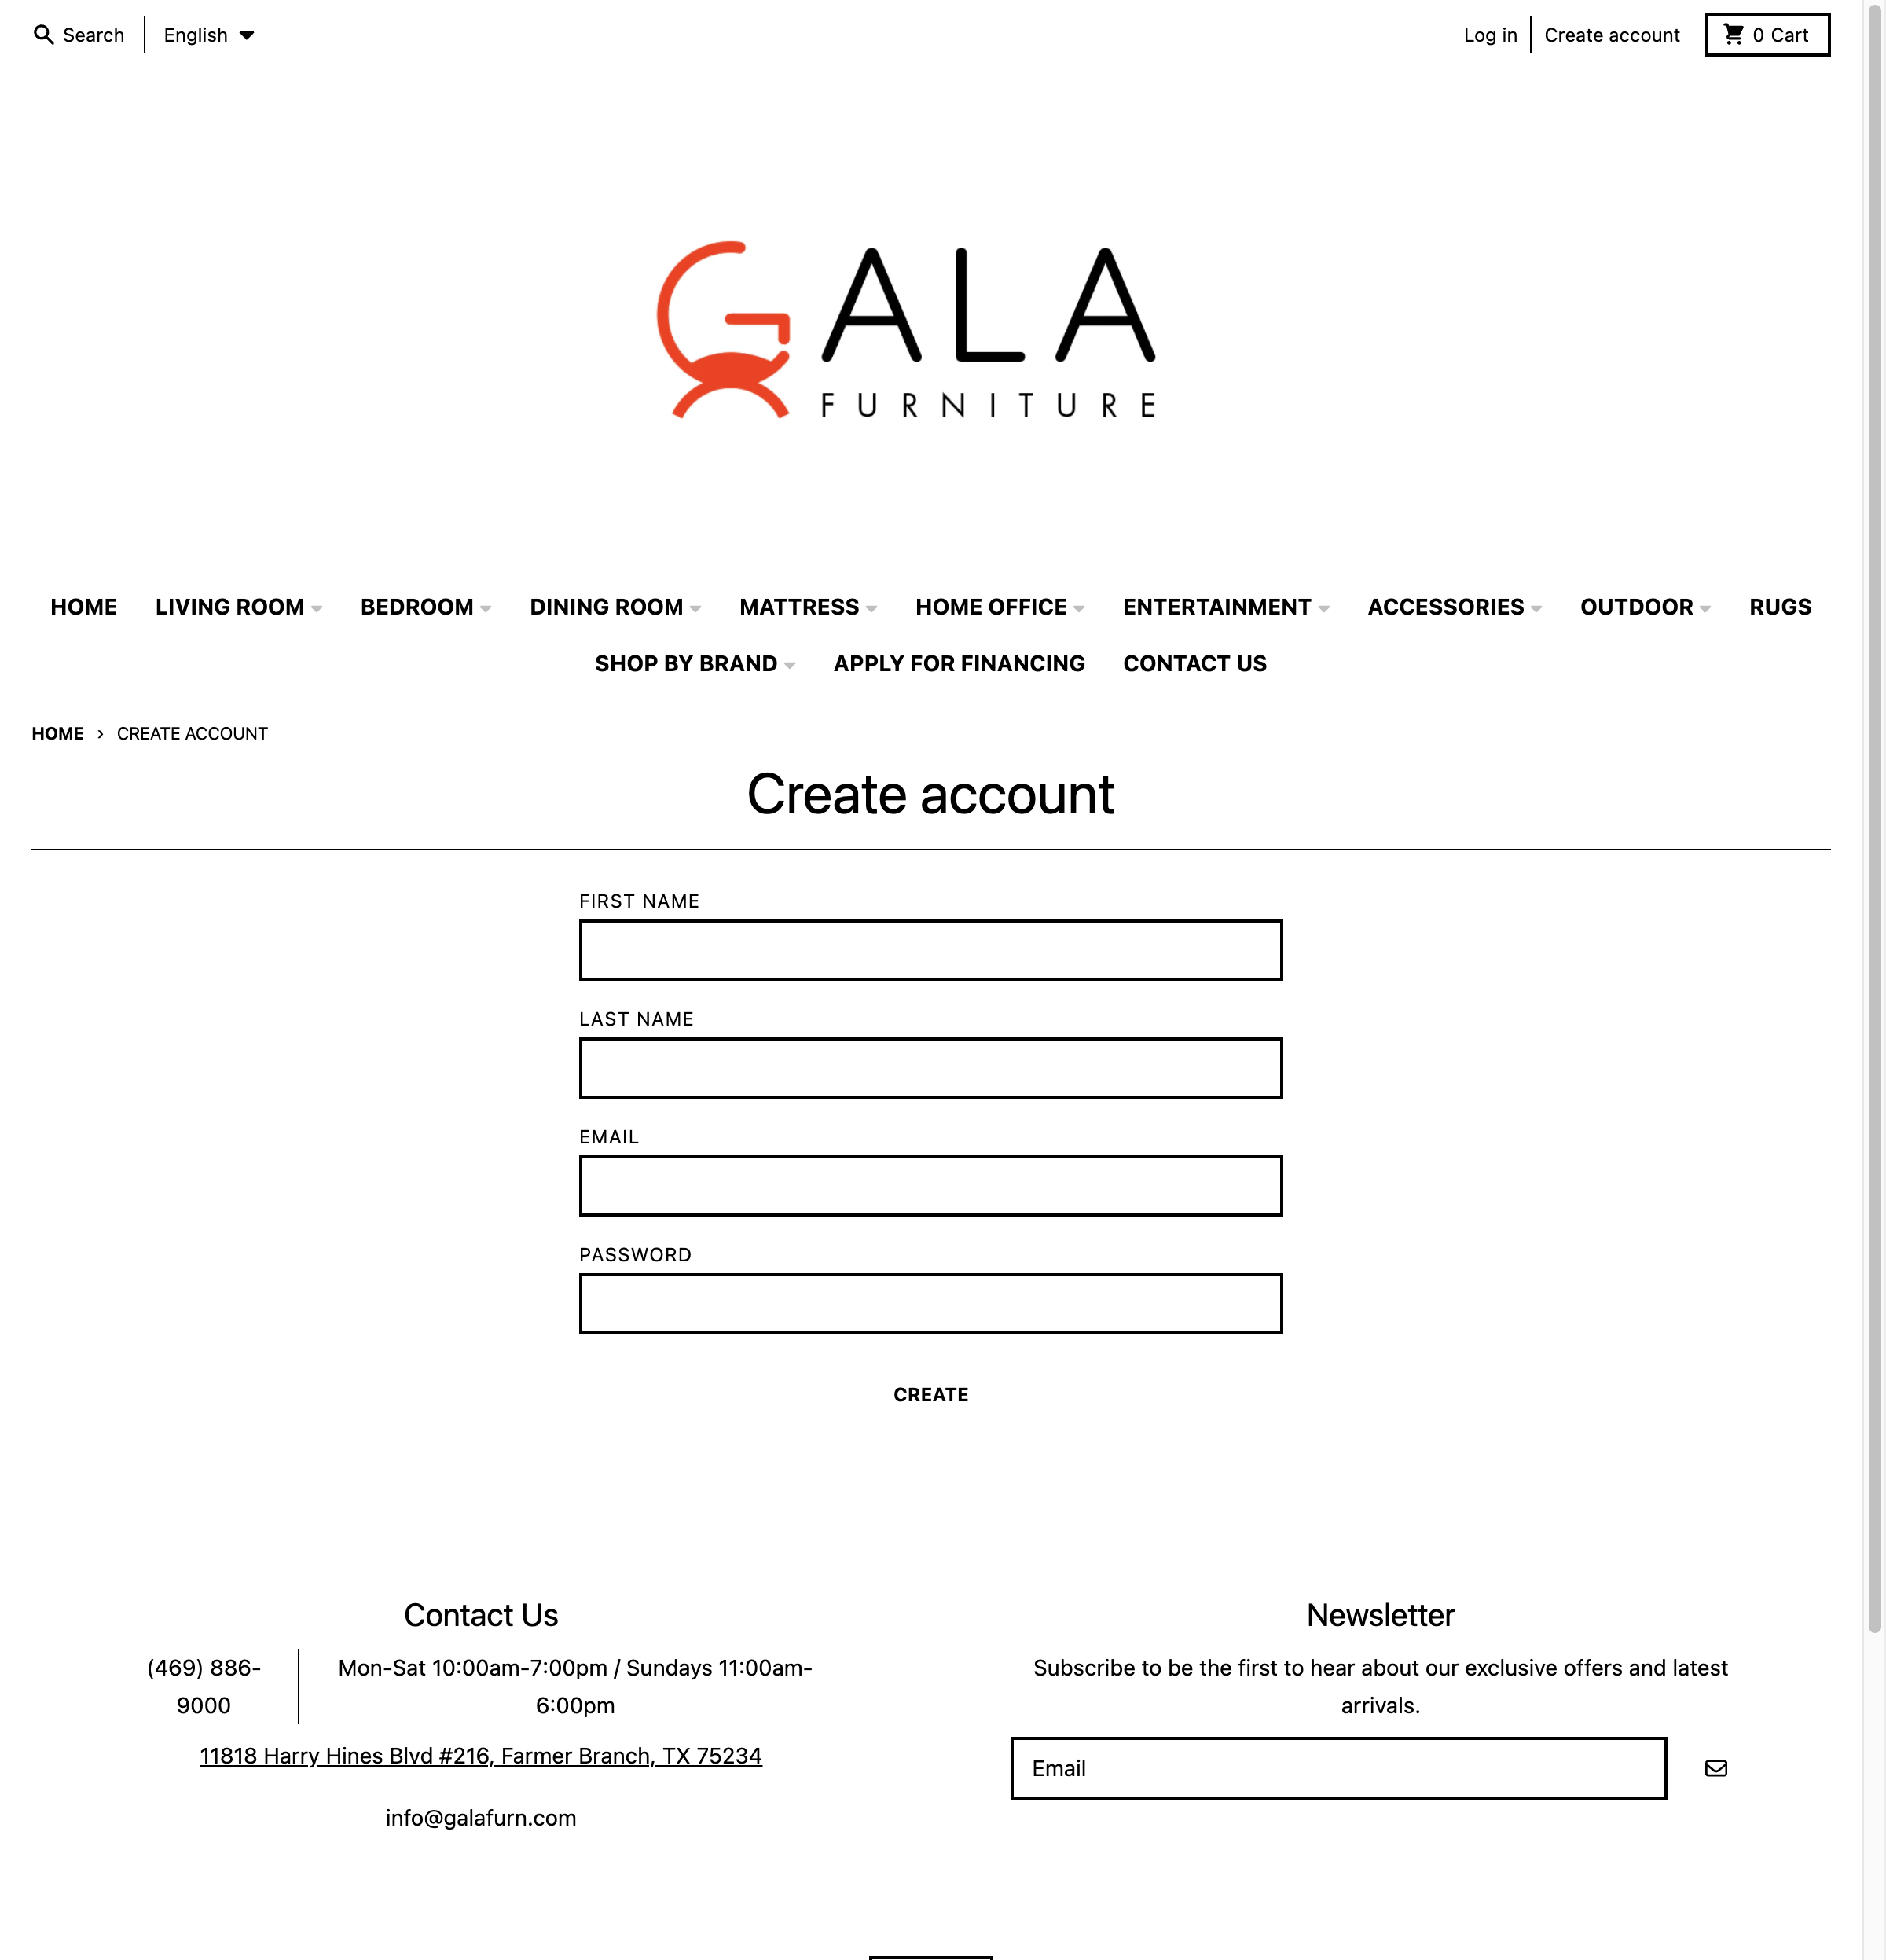 Search
English
Log in
Create account
0 Cart
GALA
FURNITURE
HOME
LIVING ROOM
BEDROOM
DINING ROOM
MATTRESS
HOME OFFICE
ENTERTAINMENT
ACCESSORIES
OUTDOOR
RUGS
SHOP BY BRAND
APPLY FOR FINANCING
CONTACT US
HOME › CREATE ACCOUNT
Create account
FIRST NAME
LAST NAME
EMAIL
PASSWORD
CREATE
Contact Us
(469) 886-
9000
Mon-Sat 10:00am-7:00pm / Sundays 11:00am-
6:00pm
11818 Harry Hines Blvd #216, Farmer Branch, TX 75234
info@galafurn.com
Newsletter
Subscribe to be the first to hear about our exclusive offers and latest
arrivals.
Email